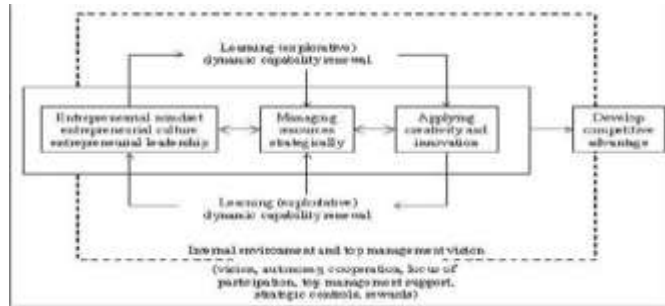 Learning (explorative)
dynamic capability renewal
Entrepreneurial mindset
entrepreneurial culture
entrepreneurial leadership
Managing
resources
strategically
Applying
creativity and
innovation
Develop
competitive
advantage
Learning (exploitative)
dynamic capability renewal
Internal environment and top management vision
(vision, autonomy, cooperation, locus of
participation, top management support,
strategic controls, rewards)